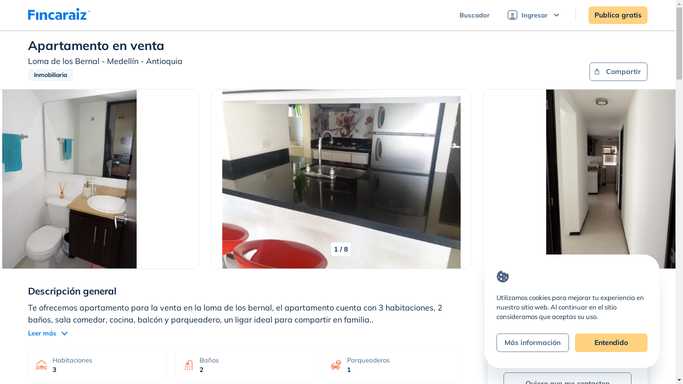 Fincaraiz
Buscador
Ingresar
Publica gratis
Apartamento en venta
Loma de los Bernal - Medellín - Antioquia
Inmobiliaria
Compartir
1 / 8
Descripción general
Te ofrecemos apartamento para la venta en la loma de los bernal, el apartamento cuenta con 3 habitaciones, 2
baños, sala comedor, cocina, balcón y parqueadero, un ligar ideal para compartir en familia..
Leer más
Habitaciones
3
Baños
2
Parqueaderos
1
Utilizamos cookies para mejorar tu experiencia en
nuestro sitio web. Al continuar en el sitio
consideramos que aceptas su uso.
Más información
Entendido
Quiero que me contacten